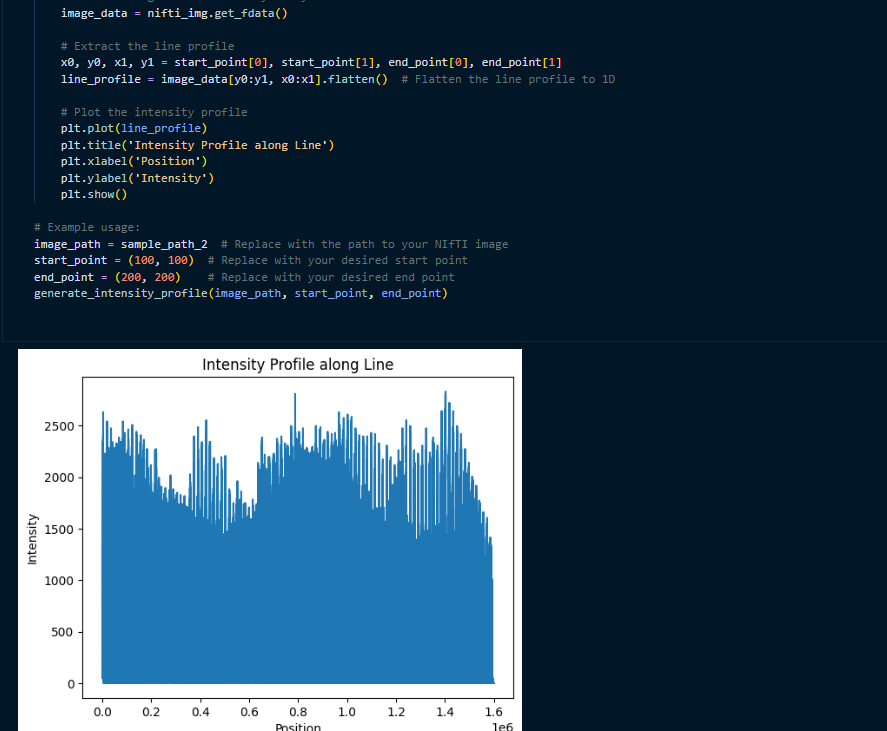 image_data = nifti_img.get_fdata()
# Extract the line profile
x0, y0, x1, y1 = start_point[0], start_point[1], end_point[0], end_point[1]
line_profile = image_data[y0:y1, x0:x1].flatten()  # Flatten the line profile to 1D
# Plot the intensity profile
plt.plot(line_profile)
plt.title('Intensity Profile along Line')
plt.xlabel('Position')
plt.ylabel('Intensity')
plt.show()
# Example usage:
image_path = sample_path_2  # Replace with the path to your NIfTI image
start_point = (100, 100)  # Replace with your desired start point
end_point = (200, 200)    # Replace with your desired end point
generate_intensity_profile(image_path, start_point, end_point)
Intensity Profile along Line
Intensity
2500
2000
1500
1000
500
0
0.0 0.2 0.4 0.6 0.8 1.0 1.2 1.4 1.6
1e6
Position